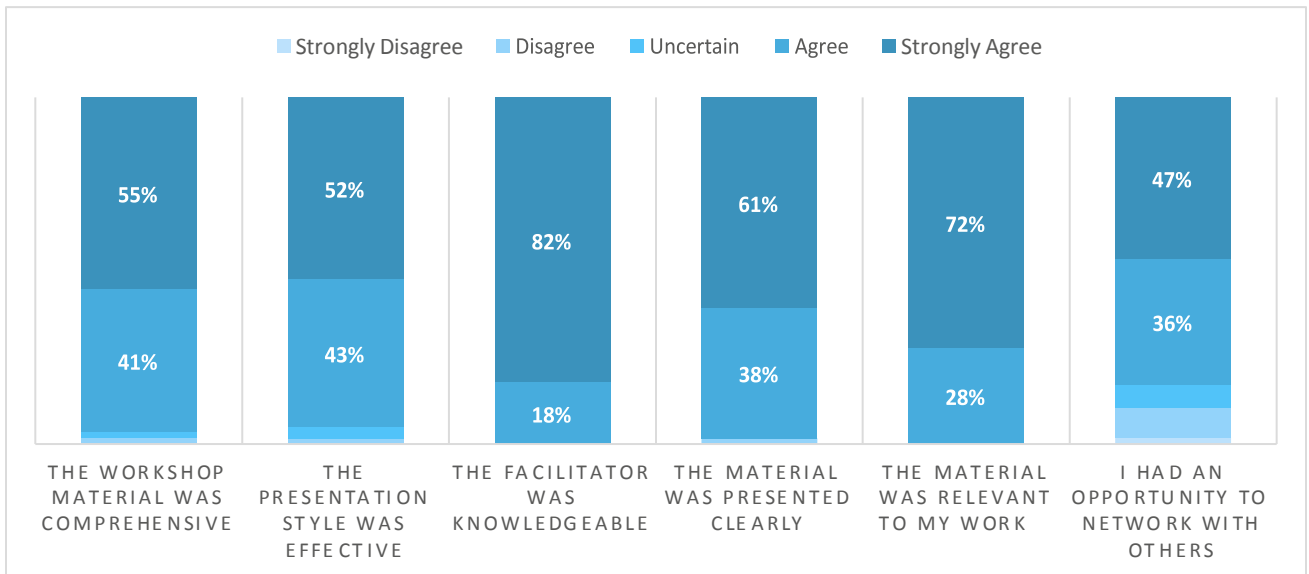 Strongly Disagree Disagree Uncertain Agree Strongly Agree
55% 52% 82% 61% 72% 47%
41% 43% 18% 38% 28% 36%
THE WORKSHOP
MATERIAL WAS
COMPREHENSIVE
THE
PRESENTATION
STYLE WAS
EFFECTIVE
THE FACILITATOR
WAS
KNOWLEDGEABLE
THE MATERIAL
WAS PRESENTED
CLEARLY
THE MATERIAL
WAS RELEVANT
TO MY WORK
I HAD AN
OPPORTUNITY TO
NETWORK WITH
OTHERS